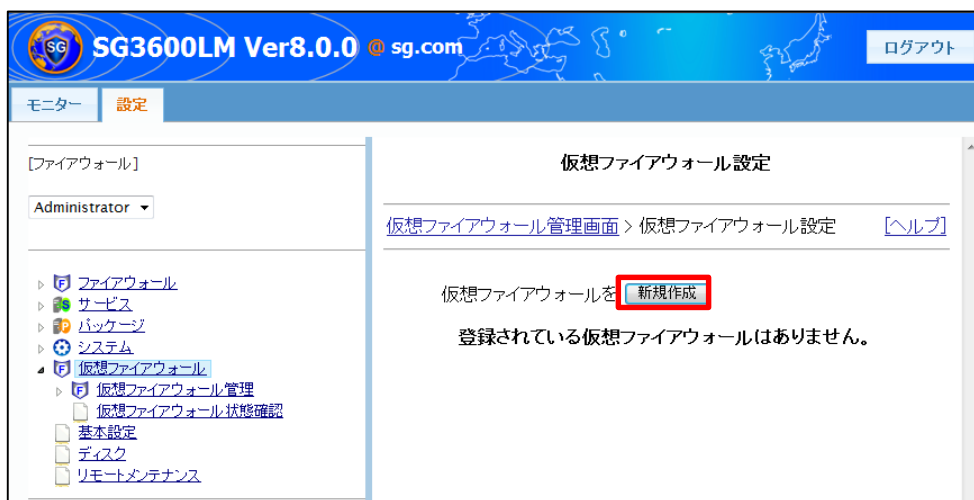 SG
SG3600LM Ver8.0.0 @ sg.com
ログアウト
モニター
設定
[ファイアウォール]
Administrator
ファイアウォール
サービス
パッケージ
システム
仮想ファイアウォール
仮想ファイアウォール管理
仮想ファイアウォール状態確認
基本設定
ディスク
リモートメンテナンス
仮想ファイアウォール設定
仮想ファイアウォール管理画面 > 仮想ファイアウォール設定 [ヘルプ]
仮想ファイアウォールを 新規作成
登録されている仮想ファイアウォールはありません。